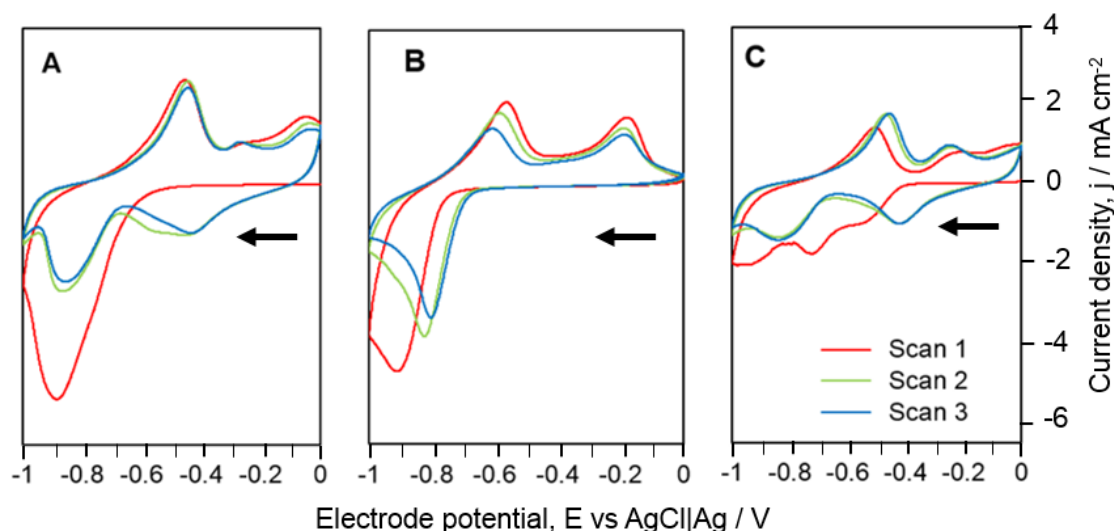 A
B
C
4
2
0
-2
-4
-6
Current density, j / mA cm-2
Scan 1
Scan 2
Scan 3
-1 -0.8 -0.6 -0.4 -0.2 0
-1 -0.8 -0.6 -0.4 -0.2 0
-1 -0.8 -0.6 -0.4 -0.2 0
Electrode potential, E vs AgCl|Ag / V